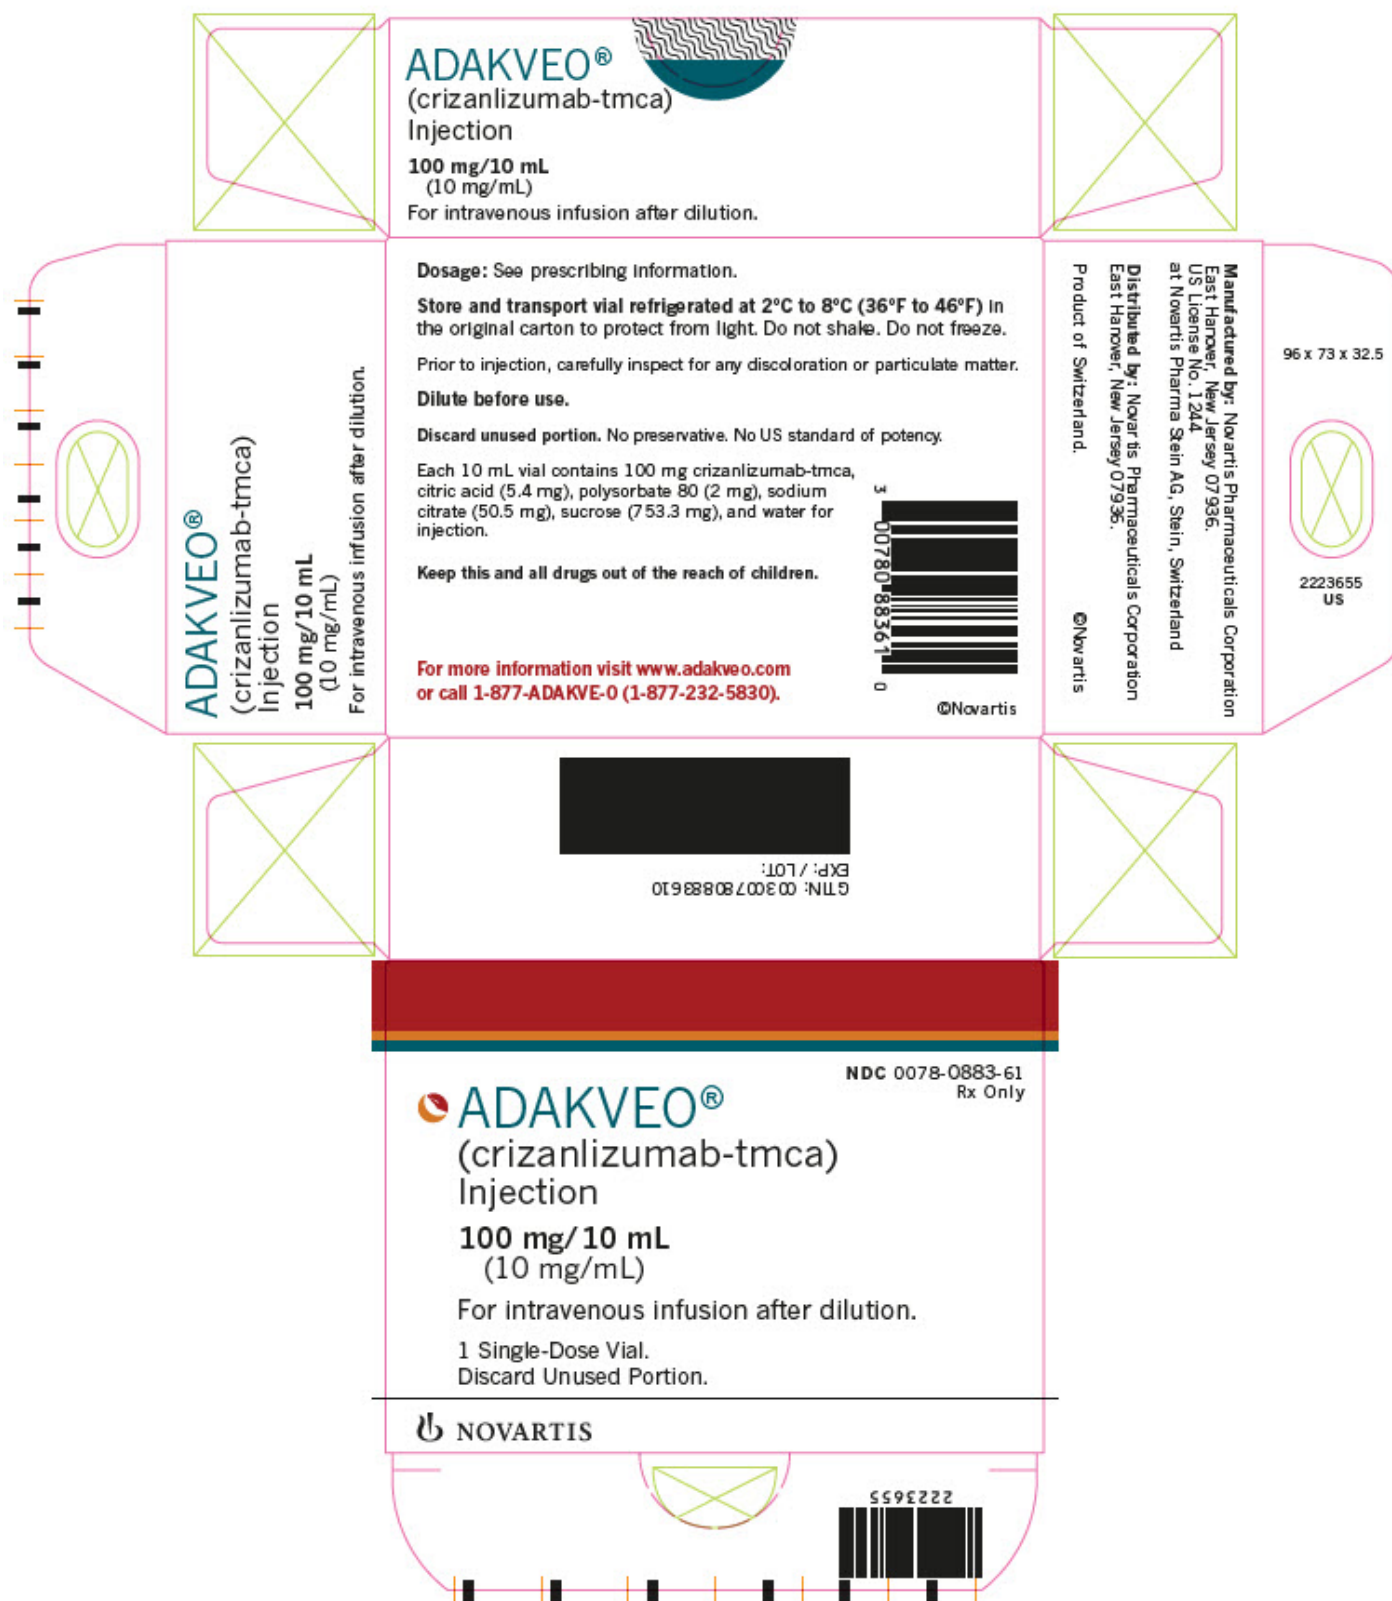 ADAKVEO®
(crizanlizumab-tmca)
Injection
100 mg/10 mL
(10 mg/mL)
For intravenous infusion after dilution.
ADAKVEO®
(crizanlizumab-tmca)
Injection
100 mg/10 mL
(10 mg/mL)
For intravenous infusion after dilution.
Dosage: See prescribing information.
Store and transport vial refrigerated at 2°C to 8°C (36°F to 46°F) in
the original carton to protect from light. Do not shake. Do not freeze.
Prior to injection, carefully inspect for any discoloration or particulate matter.
Dilute before use.
Discard unused portion. No preservative. No US standard of potency.
Each 10 mL vial contains 100 mg crizanlizumab-tmca,
citric acid (5.4 mg), polysorbate 80 (2 mg), sodium
citrate (50.5 mg), sucrose (753.3 mg), and water for
injection.
Keep this and all drugs out of the reach of children.
For more information visit www.adakveo.com
or call 1-877-ADAKVE-0 (1-877-232-5830).
3 00780 88361 0
©Novartis
Manufactured by: Novartis Pharmaceuticals Corporation
East Hanover, New Jersey 07936.
US License No. 1244
at Novartis Pharma Stein AG, Stein, Switzerland
Distributed by: Novartis Pharmaceuticals Corporation
East Hanover, New Jersey 07936.
Product of Switzerland. ©Novartis
96 x 73 x 32.5
2223655
US
GTIN: 00300780883610
EXP: / LOT:
NDC 0078-0883-61
Rx Only
ADAKVEO®
(crizanlizumab-tmca)
Injection
100 mg/10 mL
(10 mg/mL)
For intravenous infusion after dilution.
1 Single-Dose Vial.
Discard Unused Portion.
NOVARTIS
2223655